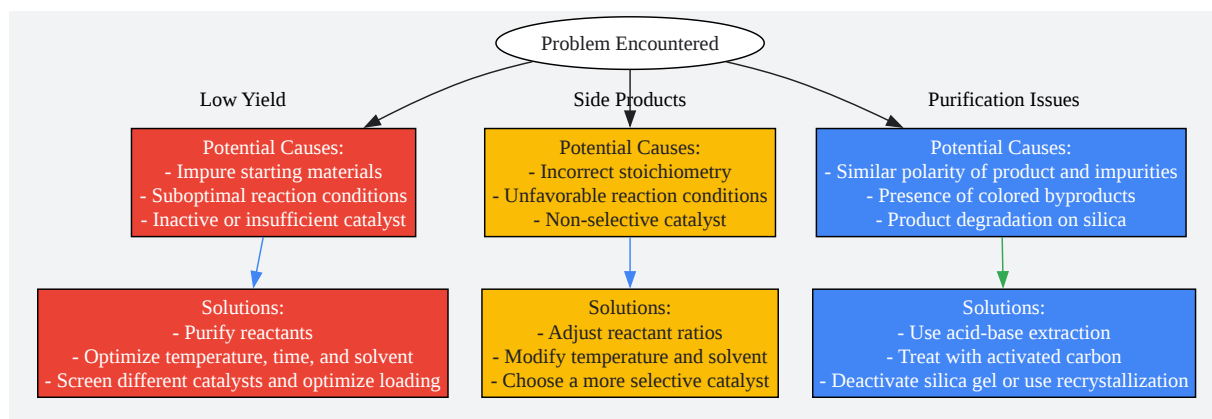 Problem Encountered
Low Yield
Side Products
Purification Issues
Potential Causes:
- Impure starting materials
- Suboptimal reaction conditions
- Inactive or insufficient catalyst
Potential Causes:
- Incorrect stoichiometry
- Unfavorable reaction conditions
- Non-selective catalyst
Potential Causes:
- Similar polarity of product and impurities
- Presence of colored byproducts
- Product degradation on silica
Solutions:
- Purify reactants
- Optimize temperature, time, and solvent
- Screen different catalysts and optimize loading
Solutions:
- Adjust reactant ratios
- Modify temperature and solvent
- Choose a more selective catalyst
Solutions:
- Use acid-base extraction
- Treat with activated carbon
- Deactivate silica gel or use recrystallization